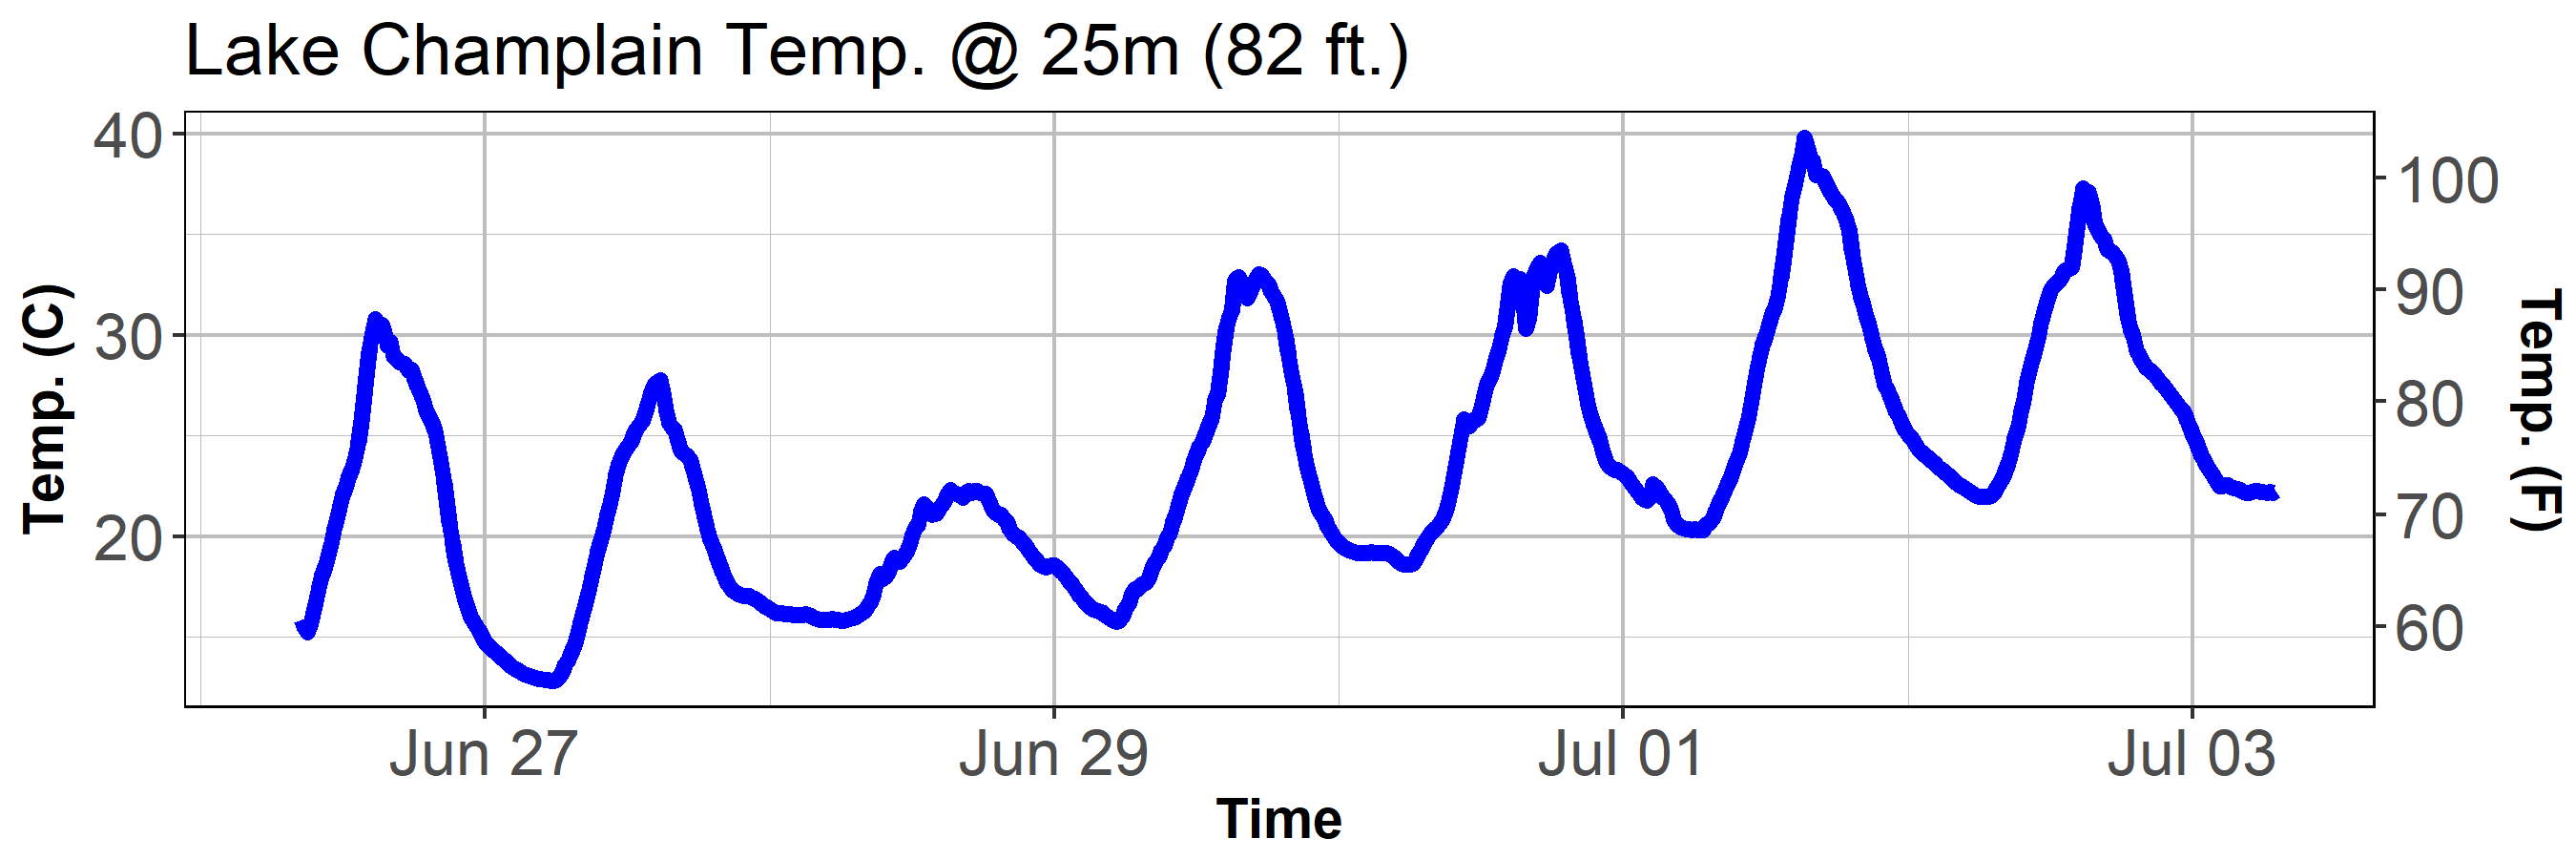 Lake Champlain Temp. @ 25m (82 ft.)
40
30
20
Temp. (C)
100
90
80
70
60
Temp. (F)
Jun 27
Jun 29
Jul 01
Jul 03
Time